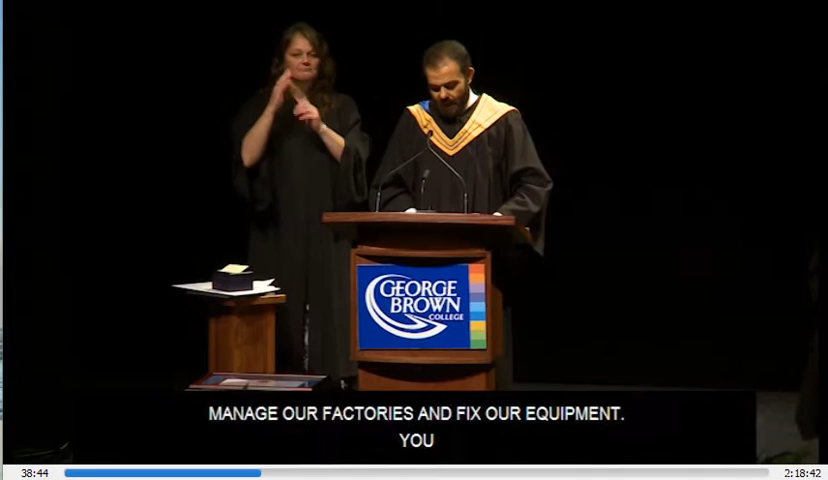 GEORGE
BROWN
COLLEGE
MANAGE OUR FACTORIES AND FIX OUR EQUIPMENT.
YOU
38:44
2:18:42